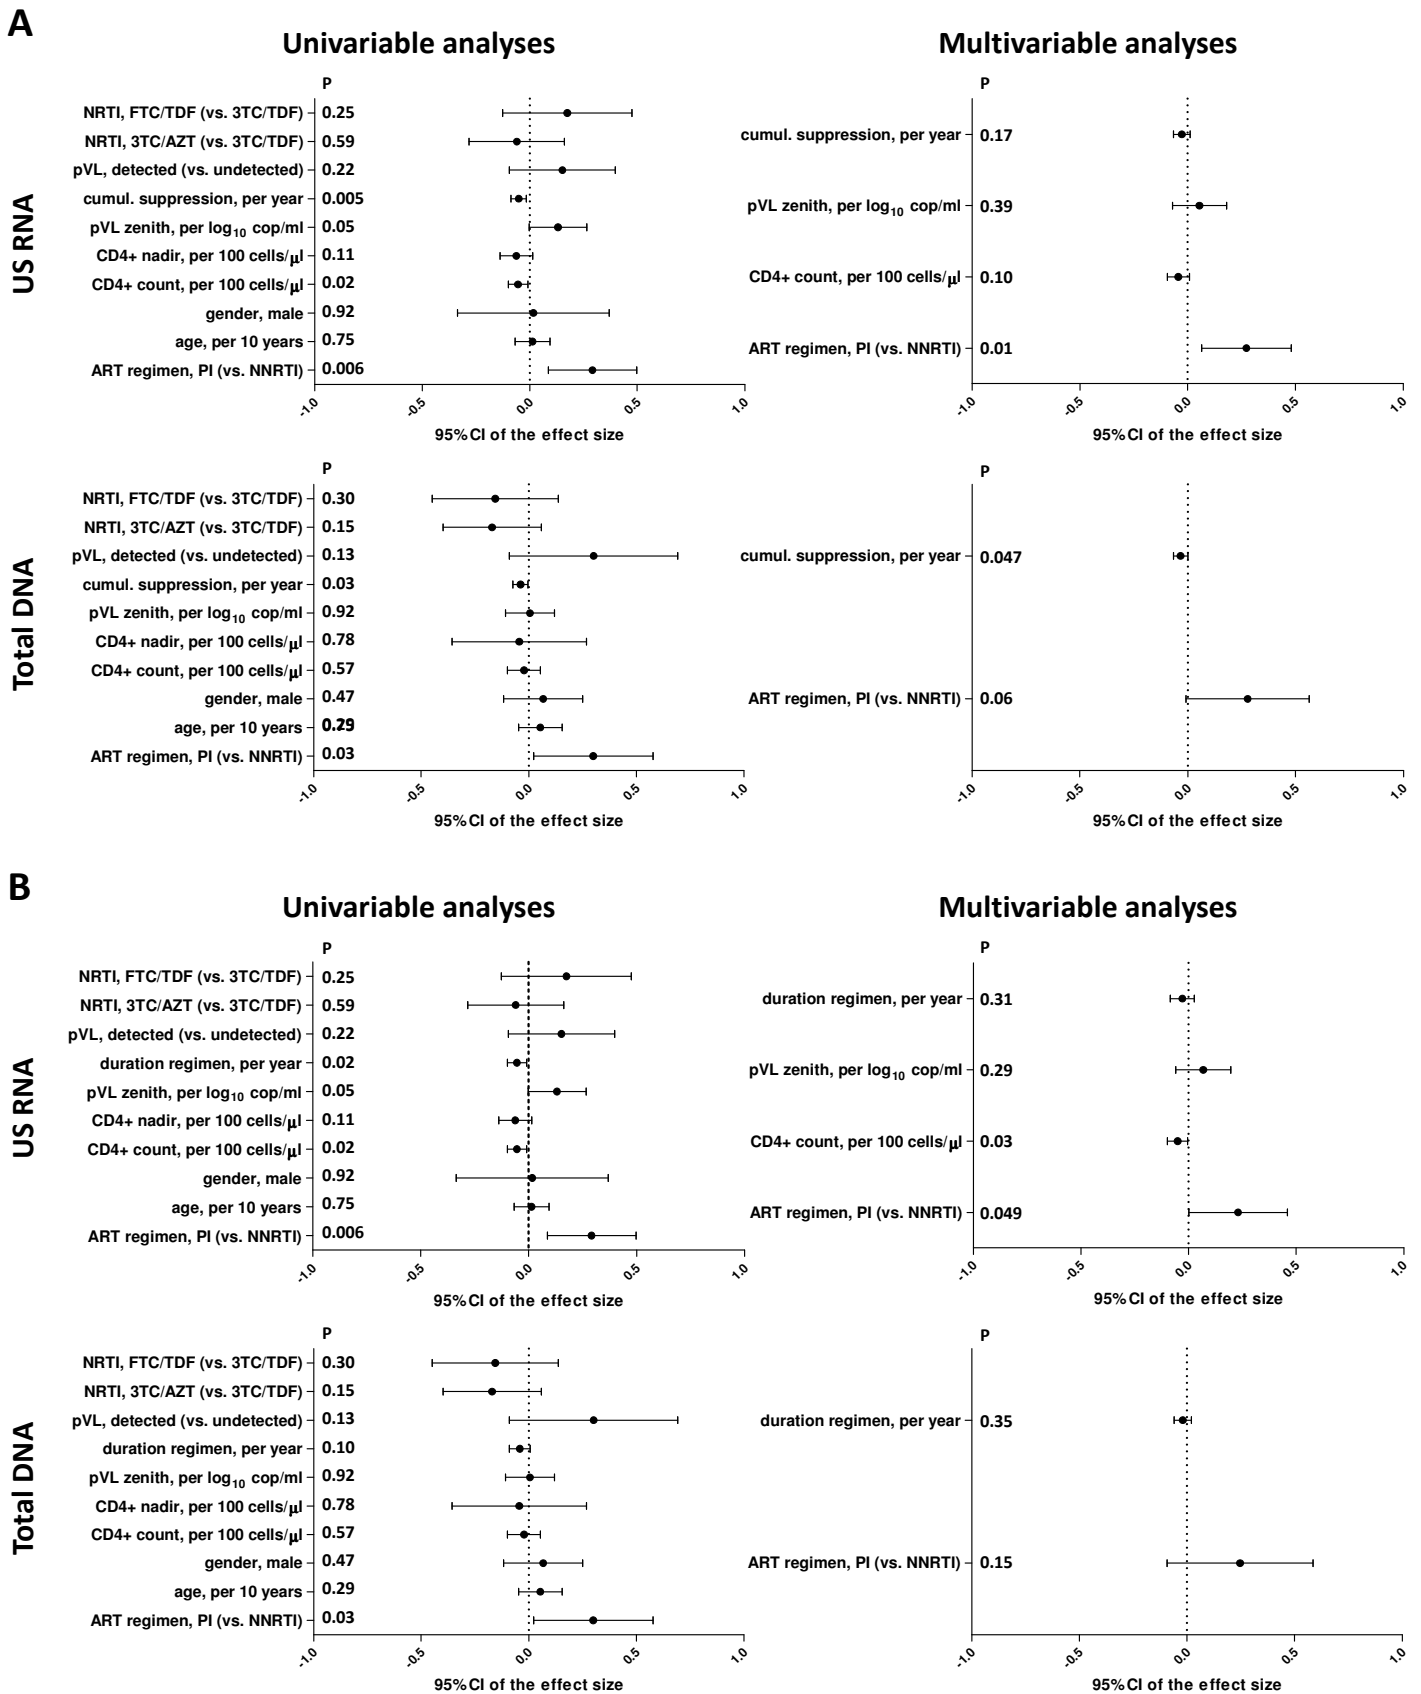 A
Univariable analyses
Multivariable analyses
US RNA
P
NRTI, FTC/TDF (vs. 3TC/TDF) 0.25
NRTI, 3TC/AZT (vs. 3TC/TDF) 0.59
pVL, detected (vs. undetected) 0.22
cumul. suppression, per year 0.005
pVL zenith, per log10 cop/ml 0.05
CD4+ nadir, per 100 cells/µl 0.11
CD4+ count, per 100 cells/µl 0.02
gender, male 0.92
age, per 10 years 0.75
ART regimen, PI (vs. NNRTI) 0.006
-1.0 -0.5 0.0 0.5 1.0
95%CI of the effect size
P
cumul. suppression, per year 0.17
pVL zenith, per log10 cop/ml 0.39
CD4+ count, per 100 cells/µl 0.10
ART regimen, PI (vs. NNRTI) 0.01
-1.0 -0.5 0.0 0.5 1.0
95%CI of the effect size
Total DNA
P
NRTI, FTC/TDF (vs. 3TC/TDF) 0.30
NRTI, 3TC/AZT (vs. 3TC/TDF) 0.15
pVL, detected (vs. undetected) 0.13
cumul. suppression, per year 0.03
pVL zenith, per log10 cop/ml 0.92
CD4+ nadir, per 100 cells/µl 0.78
CD4+ count, per 100 cells/µl 0.57
gender, male 0.47
age, per 10 years
ART regimen, PI (vs. NNRTI) 0.03
-1.0 -0.5 0.0 0.5 1.0
95%CI of the effect size
P
cumul. suppression, per year 0.047
ART regimen, PI (vs. NNRTI) 0.06
-1.0 -0.5 0.0 0.5 1.0
95%CI of the effect size
B
Univariable analyses
Multivariable analyses
US RNA
P
NRTI, FTC/TDF (vs. 3TC/TDF) 0.25
NRTI, 3TC/AZT (vs. 3TC/TDF) 0.59
pVL, detected (vs. undetected) 0.22
duration regimen, per year 0.02
pVL zenith, per log10 cop/ml 0.05
CD4+ nadir, per 100 cells/µl 0.11
CD4+ count, per 100 cells/µl 0.02
gender, male 0.92
age, per 10 years 0.75
ART regimen, PI (vs. NNRTI) 0.006
-1.0 -0.5 0.0 0.5 1.0
95%CI of the effect size
P
duration regimen, per year 0.31
pVL zenith, per log10 cop/ml 0.29
CD4+ count, per 100 cells/µl 0.03
ART regimen, PI (vs. NNRTI) 0.049
-1.0 -0.5 0.0 0.5 1.0
95%CI of the effect size
Total DNA
P
NRTI, FTC/TDF (vs. 3TC/TDF) 0.30
NRTI, 3TC/AZT (vs. 3TC/TDF) 0.15
pVL, detected (vs. undetected) 0.13
duration regimen, per year 0.10
pVL zenith, per log10 cop/ml 0.92
CD4+ nadir, per 100 cells/µl 0.78
CD4+ count, per 100 cells/µl 0.57
gender, male 0.47
age, per 10 years 0.29
ART regimen, PI (vs. NNRTI) 0.03
-1.0 -0.5 0.0 0.5 1.0
95%CI of the effect size
P
duration regimen, per year 0.35
ART regimen, PI (vs. NNRTI) 0.15
-1.0 -0.5 0.0 0.5 1.0
95%CI of the effect size